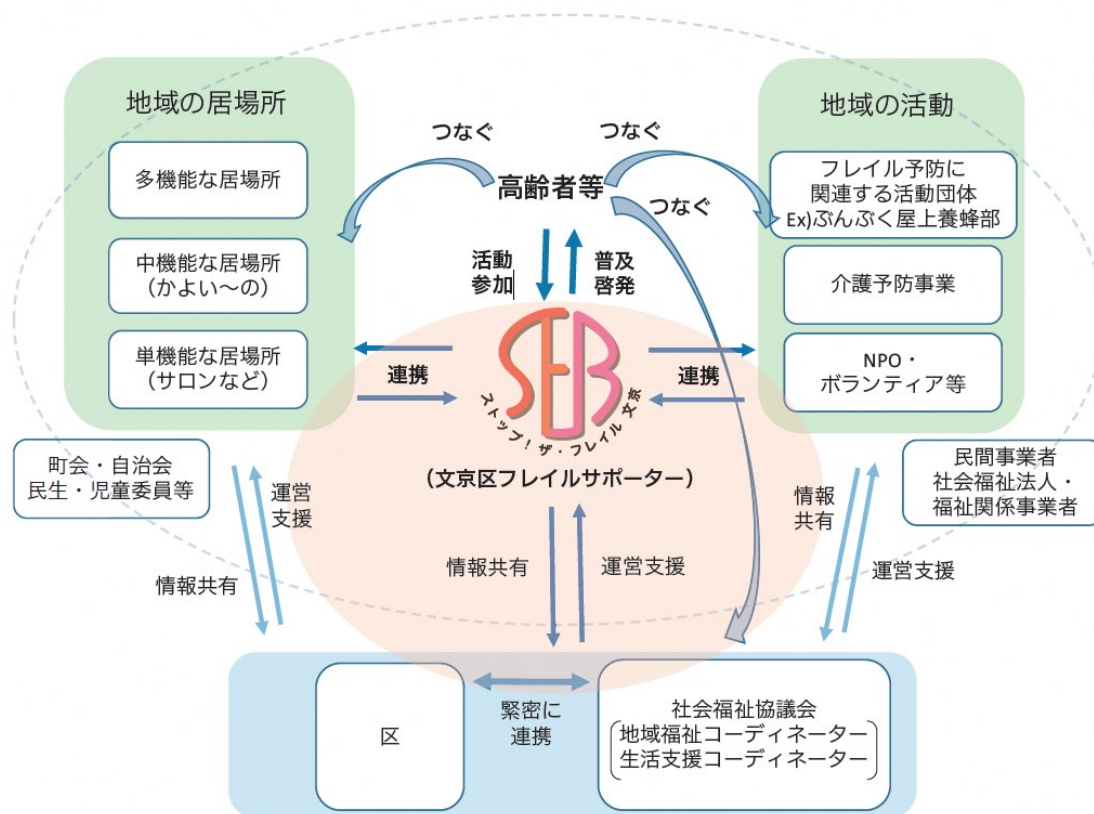 地域の居場所
多機能な居場所
中機能な居場所
（かよい～の）
単機能な居場所
（サロンなど）
つなぐ
つなぐ
高齢者等
つなぐ
地域の活動
フレイル予防に
関連する活動団体
Ex)ぶんぶく屋上養蜂部
介護予防事業
NPO・
ボランティア等
活動
参加
普及
啓発
連携
SFB
ストップ！ザ・フレイル 文京
連携
（文京区フレイルサポーター）
町会・自治会
民生・児童委員等
運営
支援
情報共有
情報共有
運営支援
情報
共有
民間事業者
社会福祉法人・
福祉関係事業者
運営支援
区
緊密に
連携
社会福祉協議会
地域福祉コーディネーター
生活支援コーディネーター